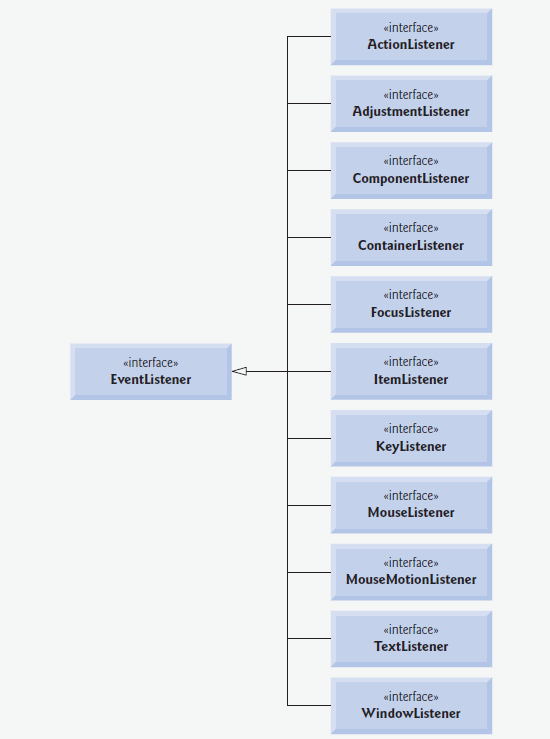 «interface»
ActionListener
«interface»
AdjustmentListener
«interface»
ComponentListener
«interface»
ContainerListener
«interface»
FocusListener
«interface»
EventListener
«interface»
ItemListener
«interface»
KeyListener
«interface»
MouseListener
«interface»
MouseMotionListener
«interface»
TextListener
«interface»
WindowListener